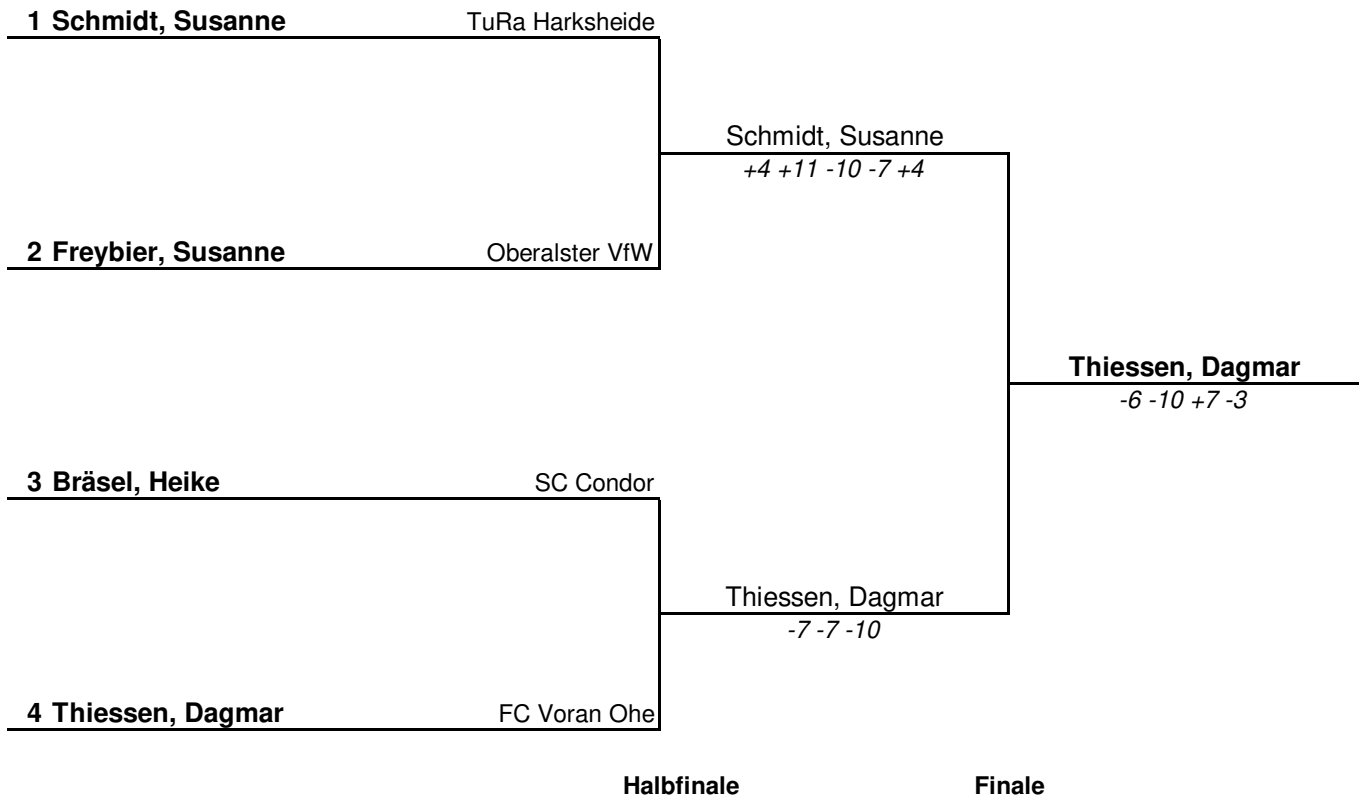 1 Schmidt, Susanne TuRa Harksheide
Schmidt, Susanne
+4 +11 -10 -7 +4
2 Freybier, Susanne Oberalster VfW
Thiessen, Dagmar
-6 -10 +7 -3
3 Bräsel, Heike SC Condor
Thiessen, Dagmar
-7 -7 -10
4 Thiessen, Dagmar FC Voran Ohe
Halbfinale Finale